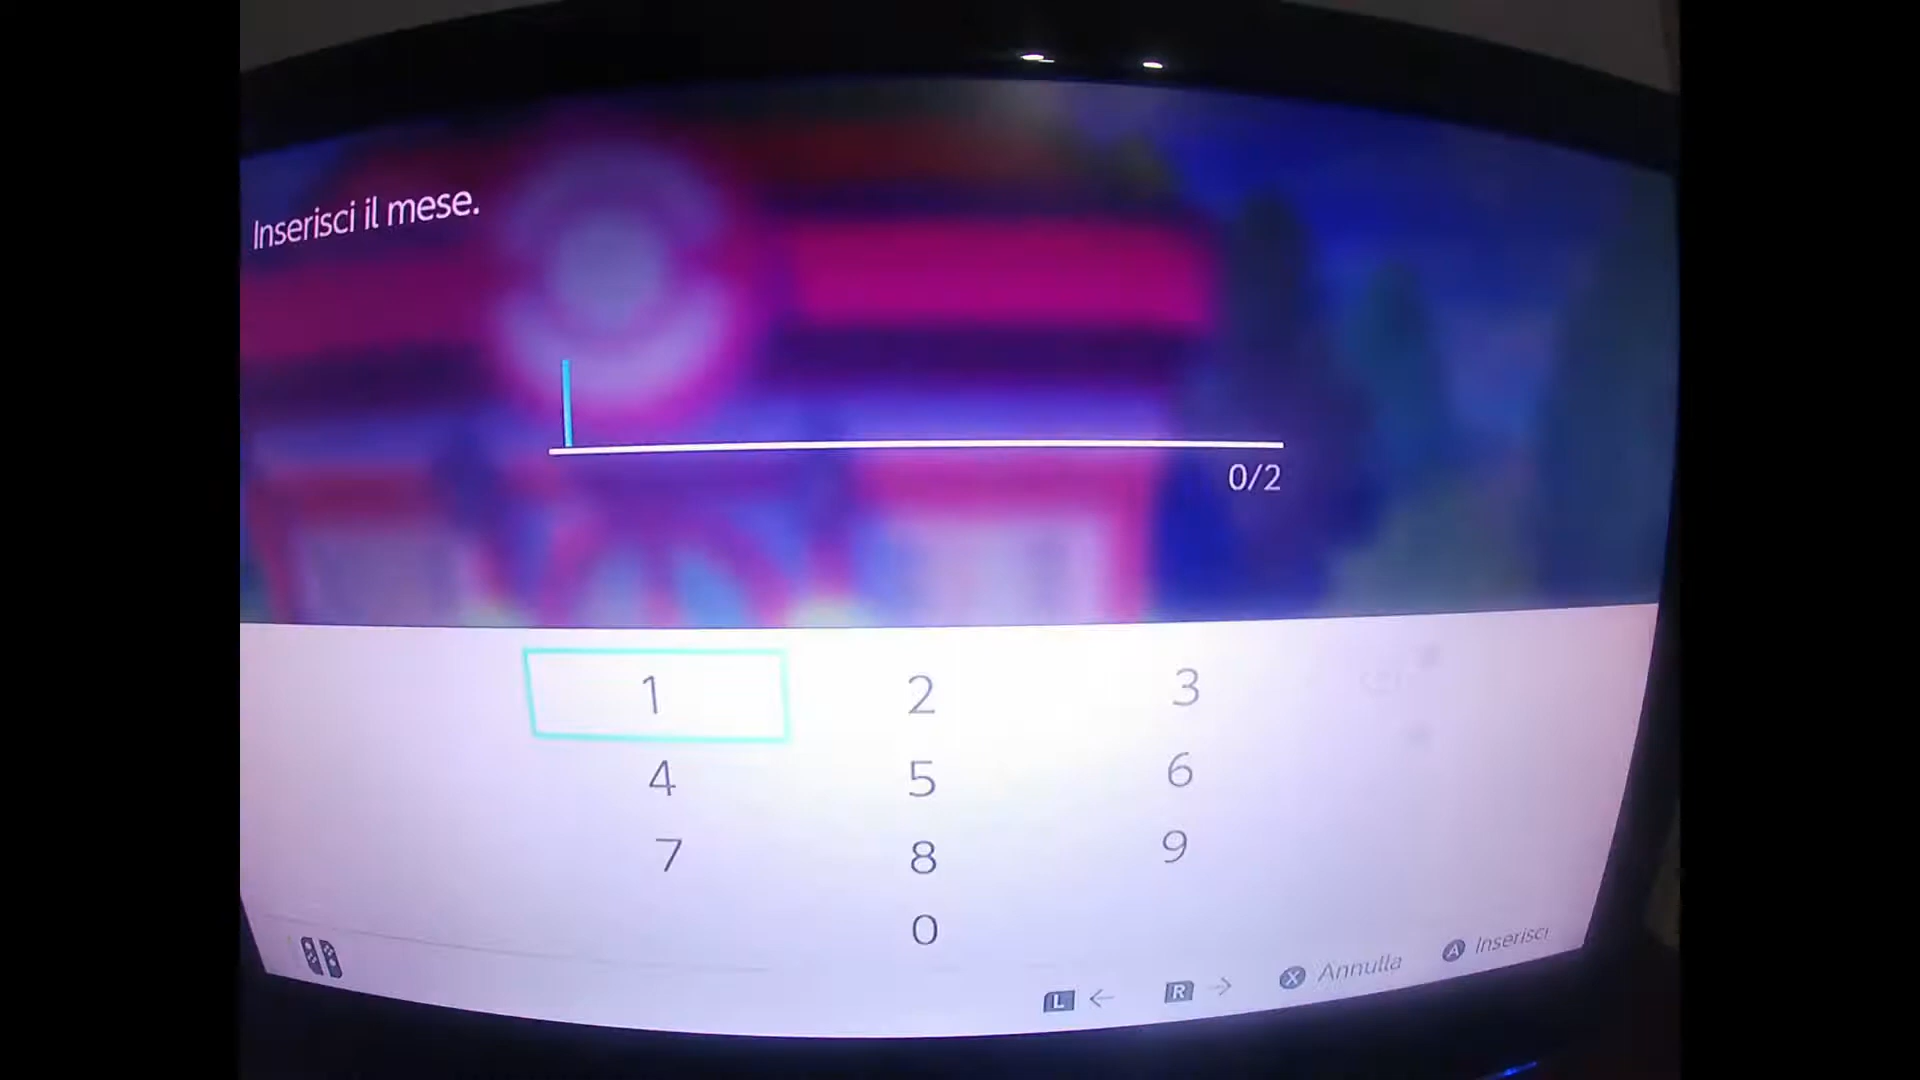 Inserisci il mese.
0/2
1 2 3
4 5 6
7 8 9
0
L ← R → X Annulla A Inserisci